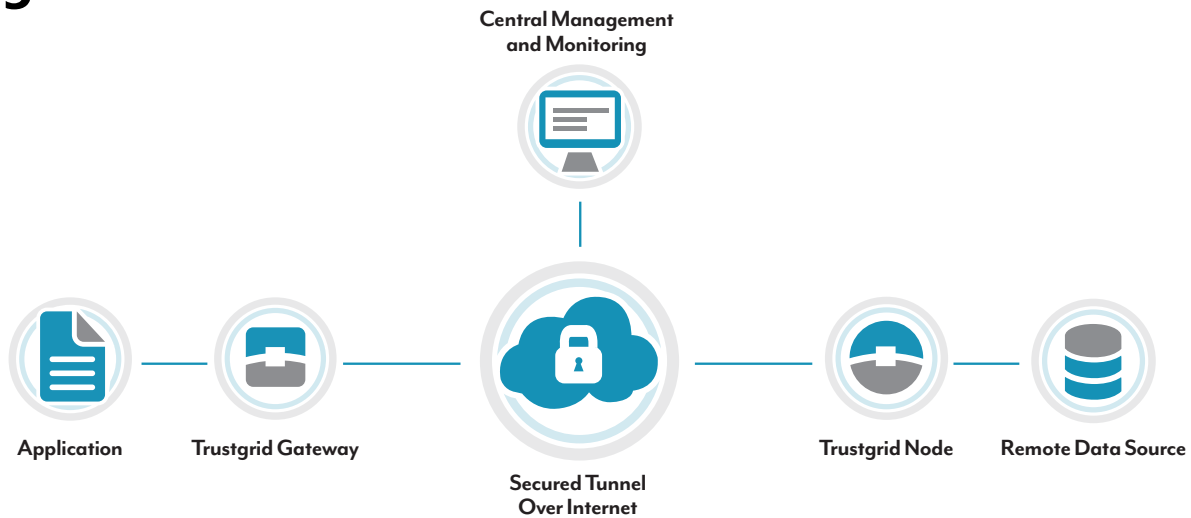 Central Management
and Monitoring
Application
Trustgrid Gateway
Secured Tunnel
Over Internet
Trustgrid Node
Remote Data Source